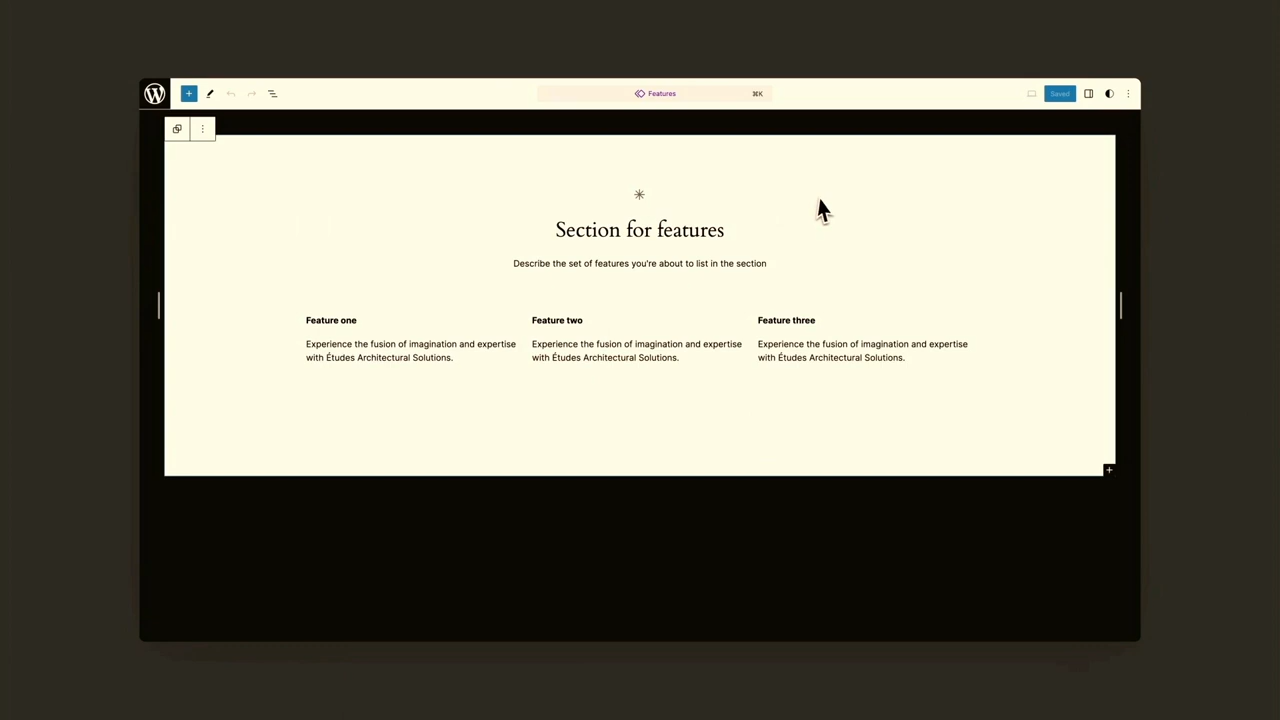 Features
⌘K
Saved
Section for features
Describe the set of features you're about to list in the section
Feature one
Experience the fusion of imagination and expertise
with Études Architectural Solutions.
Feature two
Experience the fusion of imagination and expertise
with Études Architectural Solutions.
Feature three
Experience the fusion of imagination and expertise
with Études Architectural Solutions.